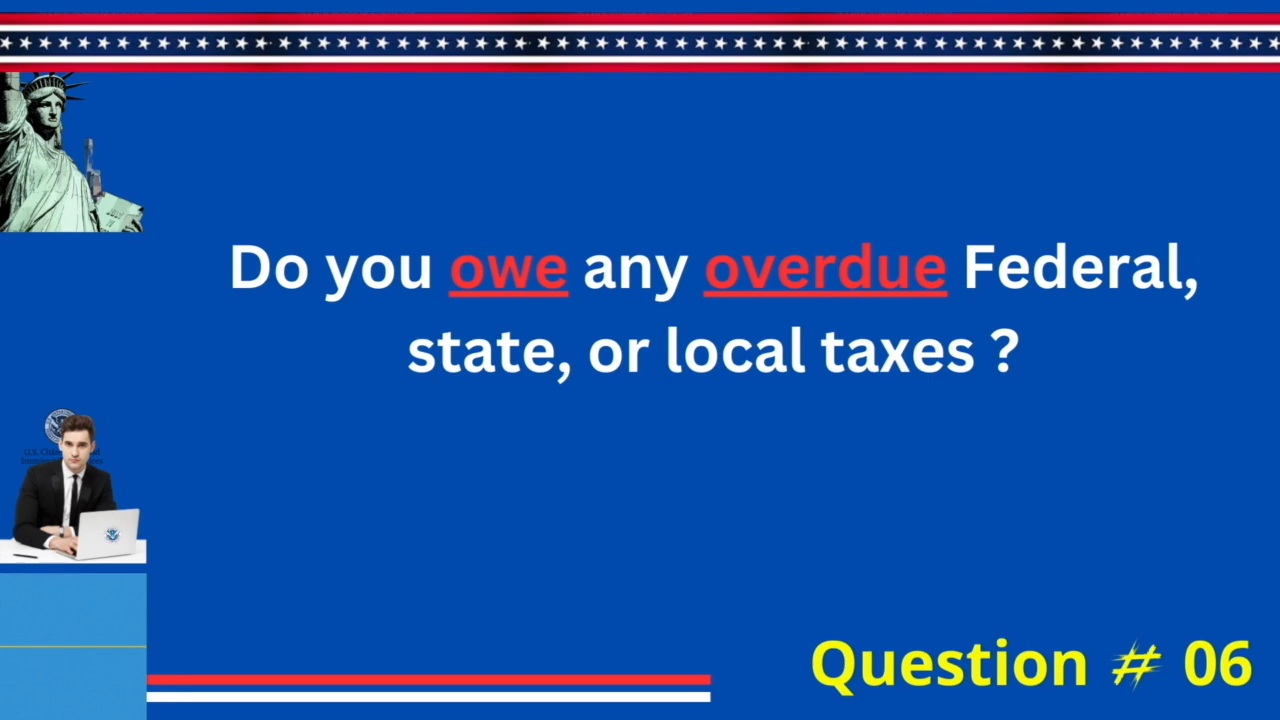 Do you owe any overdue Federal,
state, or local taxes ?
Question # 06